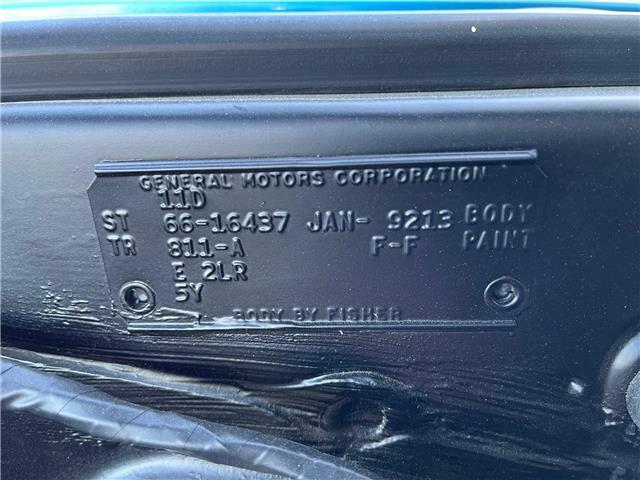 GENERAL MOTORS CORPORATION
11D
ST 66-16437 JAN- 9213 BODY
TR 811-A F-F PAINT
E 2LR
5Y
BODY BY FISHER